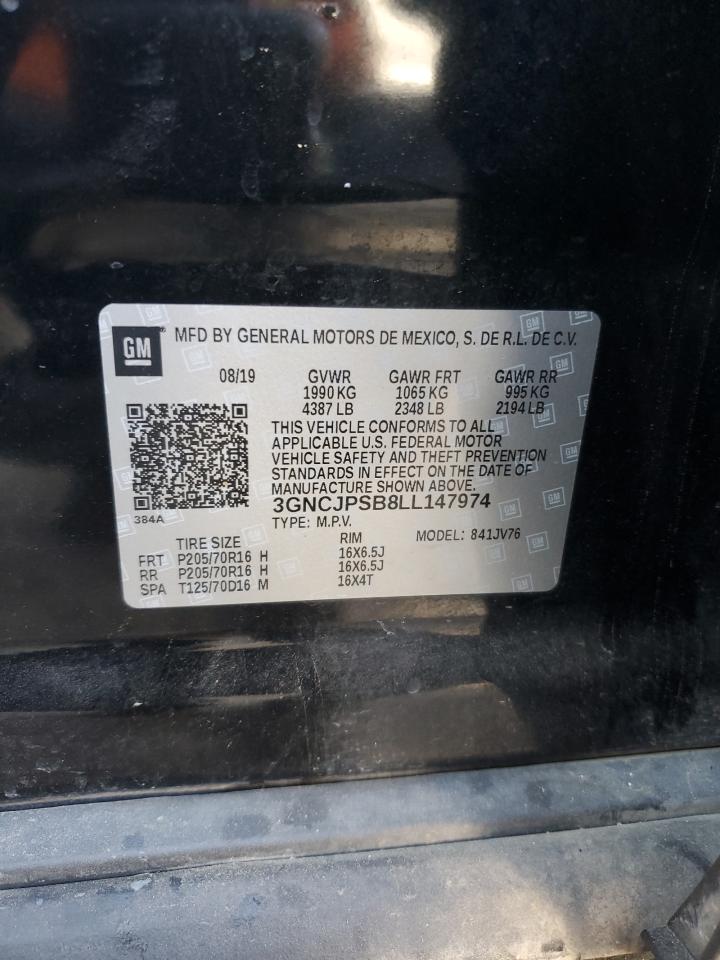 GM ® MFD BY GENERAL MOTORS DE MEXICO, S. DE R.L. DE C.V.
08/19 GVWR GAWR FRT GAWR RR
1990 KG 1065 KG 995 KG
4387 LB 2348 LB 2194 LB
THIS VEHICLE CONFORMS TO ALL
APPLICABLE U.S. FEDERAL MOTOR
VEHICLE SAFETY AND THEFT PREVENTION
STANDARDS IN EFFECT ON THE DATE OF
MANUFACTURE SHOWN ABOVE.
384A 3GNCJPSB8LL147974
TYPE: M.P.V. MODEL: 841JV76
TIRE SIZE RIM
FRT P205/70R16 H 16X6.5J
RR P205/70R16 H 16X6.5J
SPA T125/70D16 M 16X4T